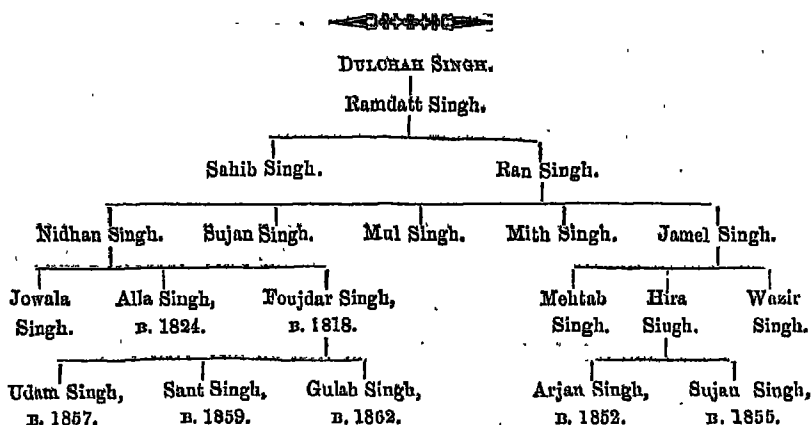 DULCHAH SINGH.
Ramdatt Singh.
Sahib Singh. Ran Singh.
Nidhan Singh. Sujan Singh. Mul Singh. Mith Singh. Jamel Singh.
Jowala Alla Singh, Foujdar Singh, Mehtab Hira Wazir
Singh. B. 1824. B. 1818. Singh. Siugh. Singh.
Udam Singh, Sant Singh, Gulab Singh, Arjan Singh, Sujan Singh,
B. 1857. B. 1859. B. 1862. B. 1852. B. 1855.